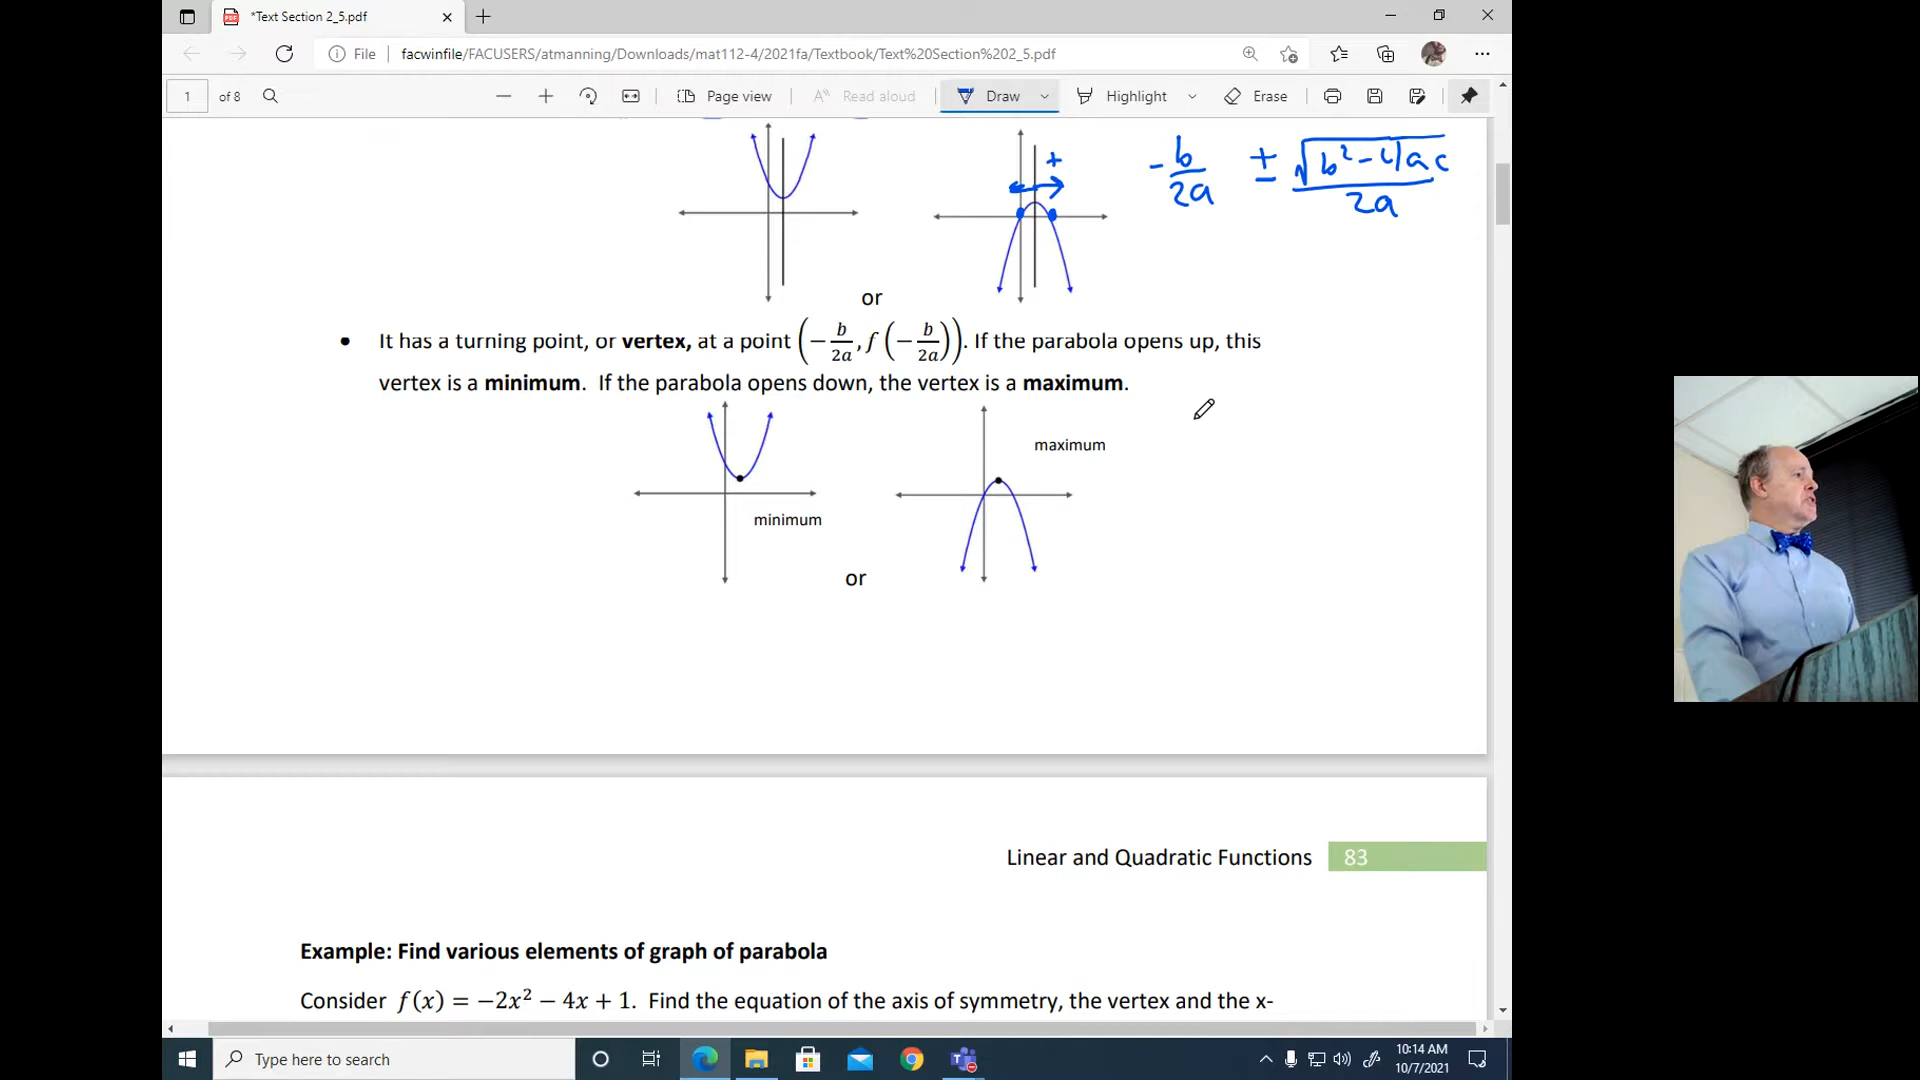 *Text Section 2_5.pdf
File facwinfile/FACUSERS/atmanning/Downloads/mat112-4/2021fa/Textbook/Text%20Section%202_5.pdf
1 of 8 Page view Read aloud Draw Highlight Erase
+ -b/2a ± √(b²-4ac)/2a
or
• It has a turning point, or vertex, at a point (−b/2a, f(−b/2a)). If the parabola opens up, this
vertex is a minimum. If the parabola opens down, the vertex is a maximum.
maximum
minimum
or
Linear and Quadratic Functions 83
Example: Find various elements of graph of parabola
Consider f(x) = −2x² − 4x + 1. Find the equation of the axis of symmetry, the vertex and the x-
Type here to search
10:14 AM
10/7/2021